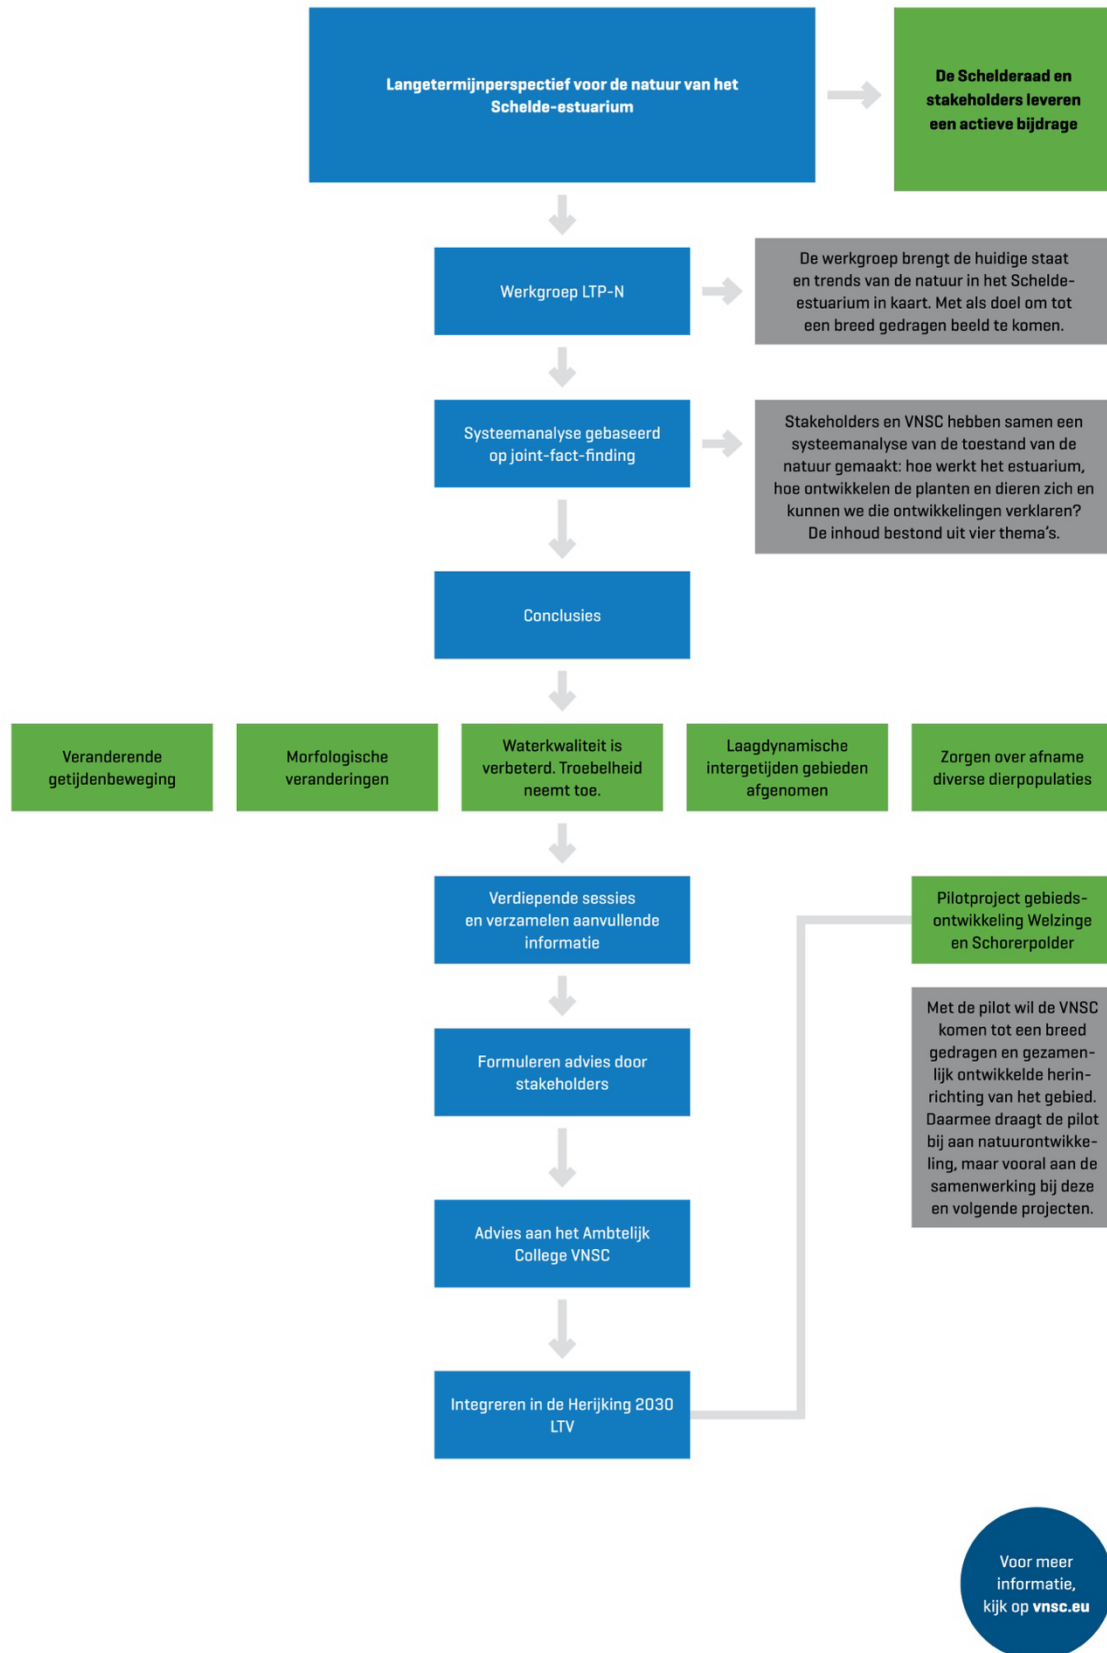 Langetermijnperspectief voor de natuur van het
Schelde-estuarium
De Schelderaad en
stakeholders leveren
een actieve bijdrage
Werkgroep LTP-N
De werkgroep brengt de huidige staat
en trends van de natuur in het Schelde-
estuarium in kaart. Met als doel om tot
een breed gedragen beeld te komen.
Systeemanalyse gebaseerd
op joint-fact-finding
Stakeholders en VNSC hebben samen een
systeemanalyse van de toestand van de
natuur gemaakt: hoe werkt het estuarium,
hoe ontwikkelen de planten en dieren zich en
kunnen we die ontwikkelingen verklaren?
De inhoud bestond uit vier thema's.
Conclusies
Veranderende
getijdenbeweging
Morfologische
veranderingen
Waterkwaliteit is
verbeterd. Troebelheid
neemt toe.
Laagdynamische
intergetijden gebieden
afgenomen
Zorgen over afname
diverse dierpopulaties
Verdiepende sessies
en verzamelen aanvullende
informatie
Pilotproject gebieds-
ontwikkeling Welzinge
en Schorerpolder
Met de pilot wil de VNSC
komen tot een breed
gedragen en gezamen-
lijk ontwikkelde herin-
richting van het gebied.
Daarmee draagt de pilot
bij aan natuurontwikke-
ling, maar vooral aan de
samenwerking bij deze
en volgende projecten.
Formuleren advies door
stakeholders
Advies aan het Ambtelijk
College VNSC
Integreren in de Herijking 2030
LTV
Voor meer
informatie,
kijk op vnsc.eu